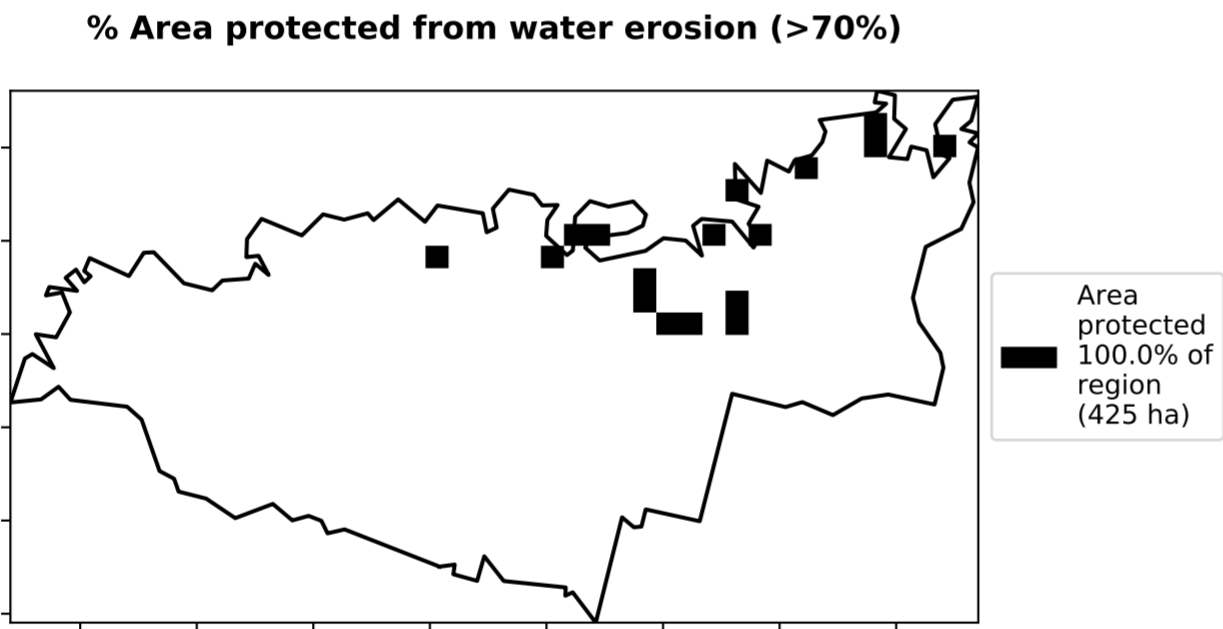 % Area protected from water erosion (>70%)
Area
protected
100.0% of
region
(425 ha)